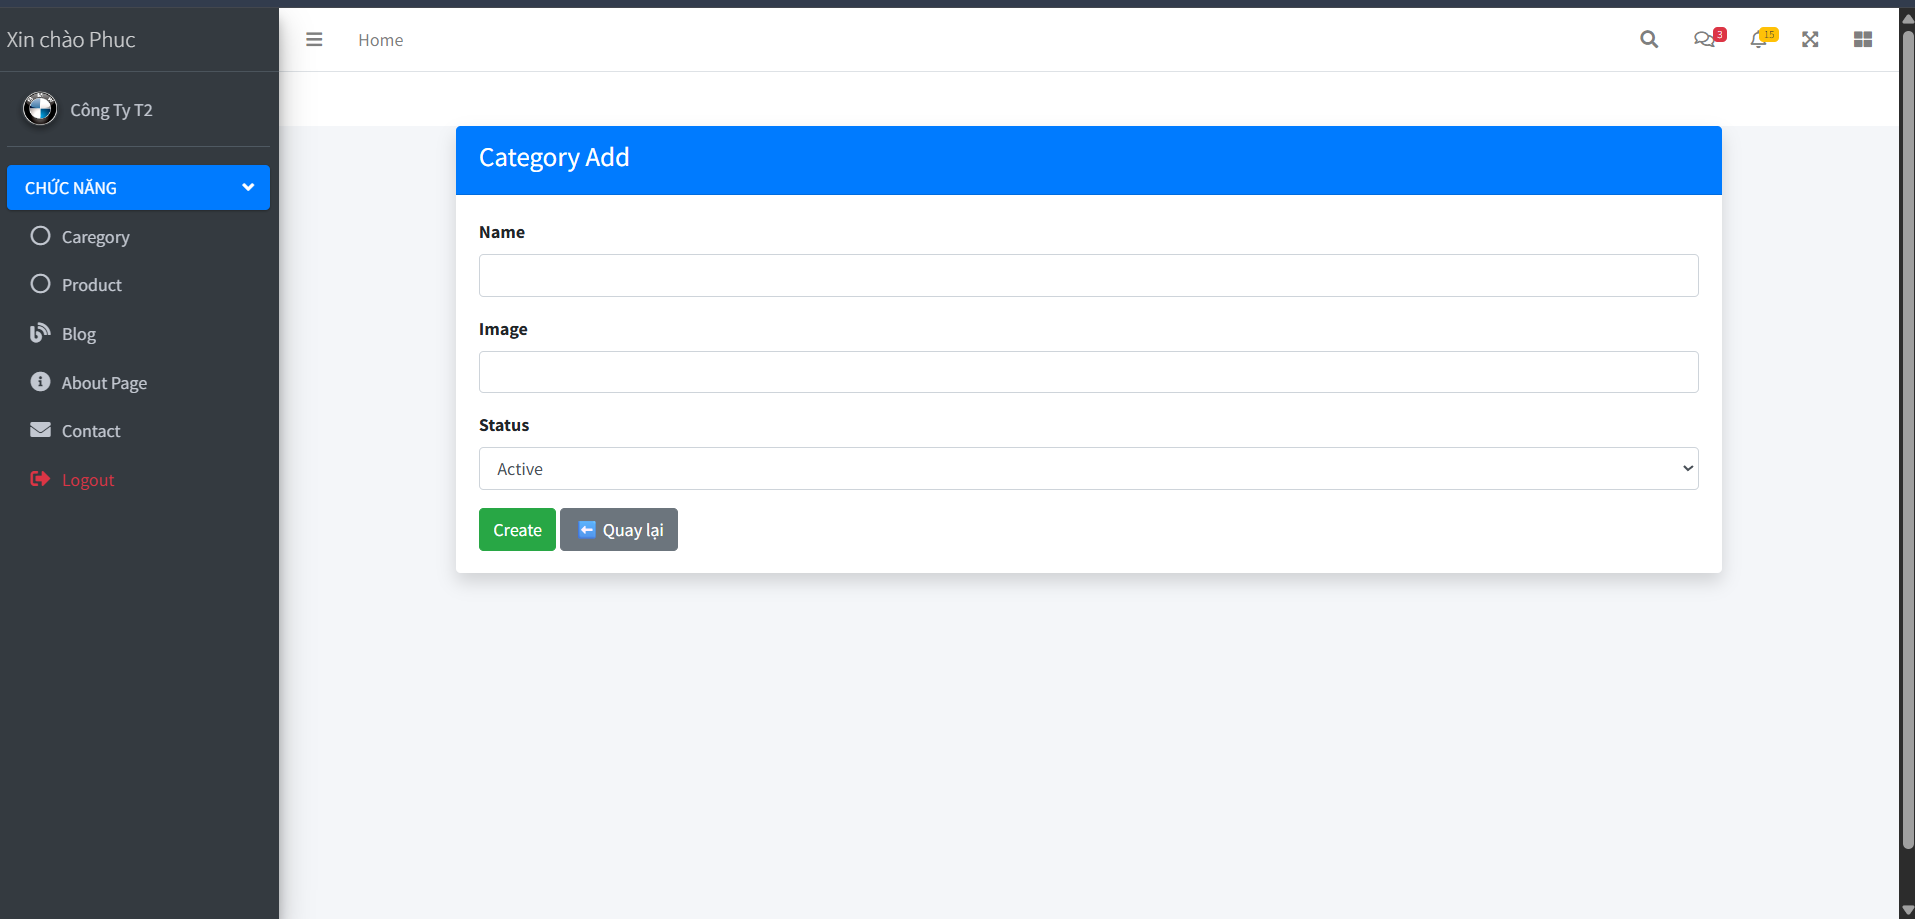 Xin chào Phuc
Home
3
15
Công Ty T2
CHỨC NĂNG
Caregory
Product
Blog
About Page
Contact
Logout
Category Add
Name
Image
Status
Active
Create
Quay lại